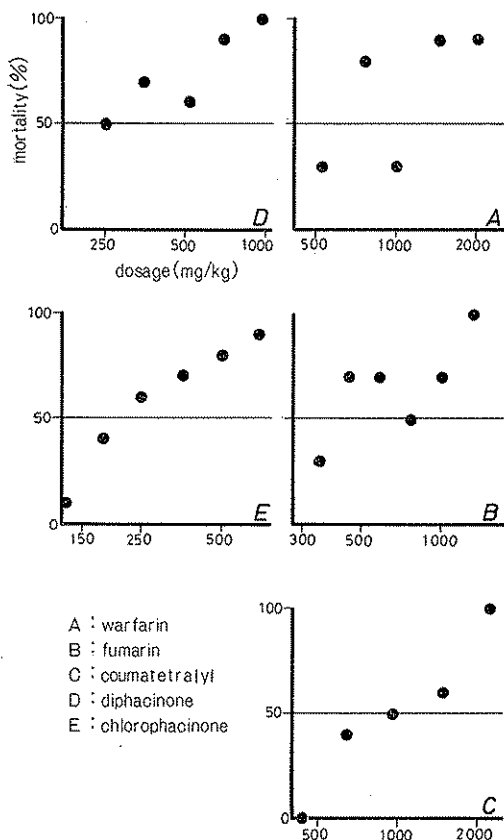 100
50
0
mortality(%)
D
250 500 1000
dosage(mg/kg)
A
500 1000 2000
100
50
0
E
150 250 500
B
300 500 1000
A : warfarin
B : fumarin
C : coumatetralyl
D : diphacinone
E : chlorophacinone
100
50
0
C
500 1000 2000